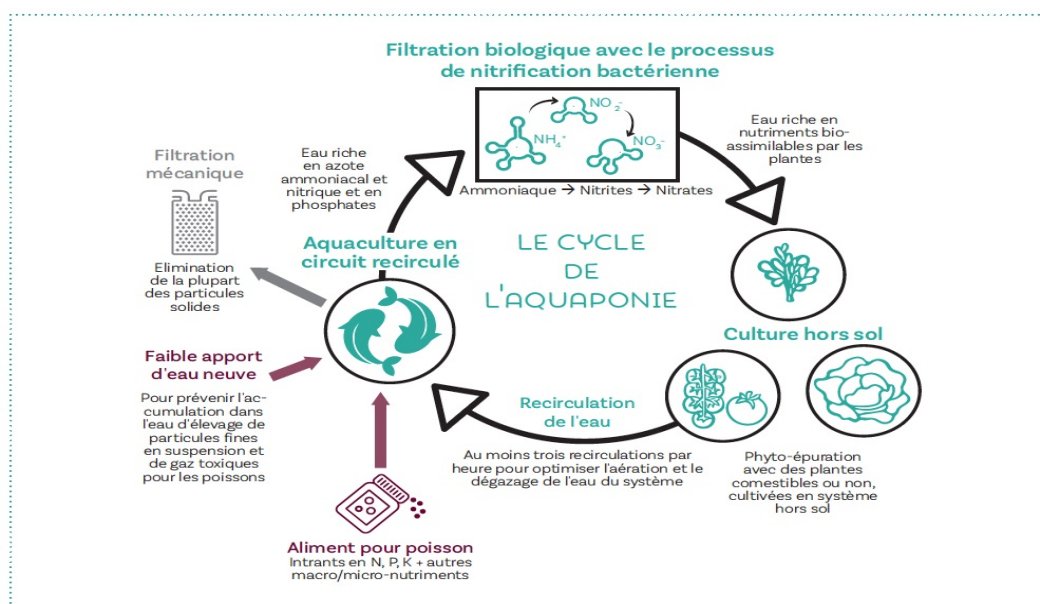 Filtration biologique avec le processus
de nitrification bactérienne
NO₂⁻
NH₄⁺
NO₃⁻
Ammoniaque → Nitrites → Nitrates
Eau riche en
nutriments bio-
assimilables par les
plantes
Eau riche
en azote
ammoniacal et
nitrique et en
phosphates
Filtration
mécanique
Elimination
de la plupart
des particules
solides
Aquaculture en
circuit recirculé
LE CYCLE
DE
L'AQUAPONIE
Culture hors sol
Faible apport
d'eau neuve
Pour prévenir l'ac-
cumulation dans
l'eau d'élevage de
particules fines
en suspension et
de gaz toxiques
pour les poissons
Recirculation
de l'eau
Au moins trois recirculations par
heure pour optimiser l'aération et le
dégazage de l'eau du système
Phyto-épuration
avec des plantes
comestibles ou non,
cultivées en système
hors sol
Aliment pour poisson
Intrants en N, P, K + autres
macro/micro-nutriments